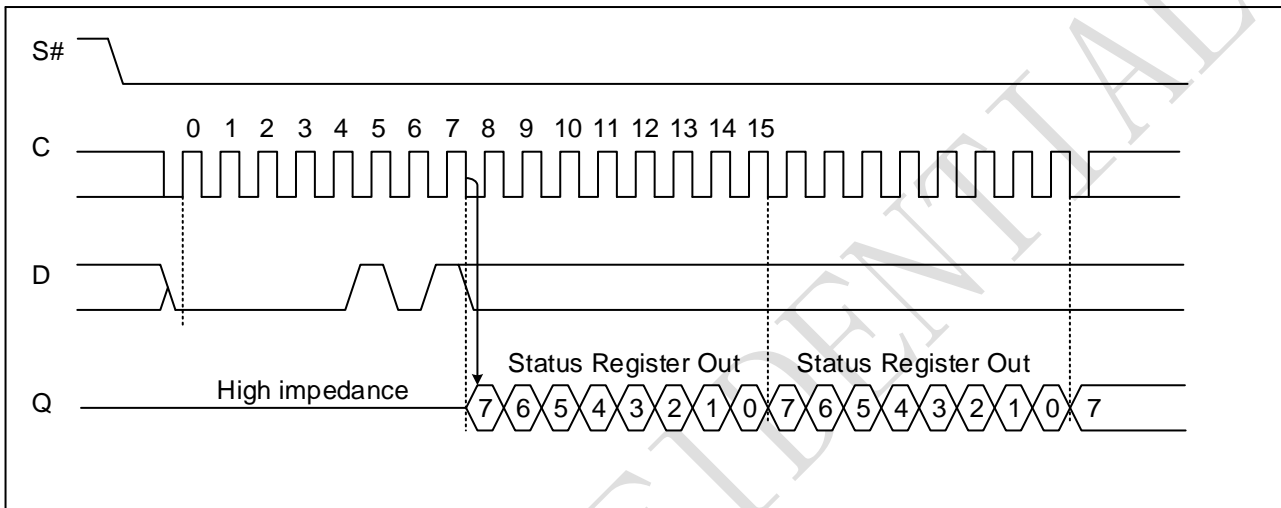 S#
0 1 2 3 4 5 6 7 8 9 10 11 12 13 14 15
C
D
Status Register Out Status Register Out
High impedance
Q
7 6 5 4 3 2 1 0 7 6 5 4 3 2 1 0 7